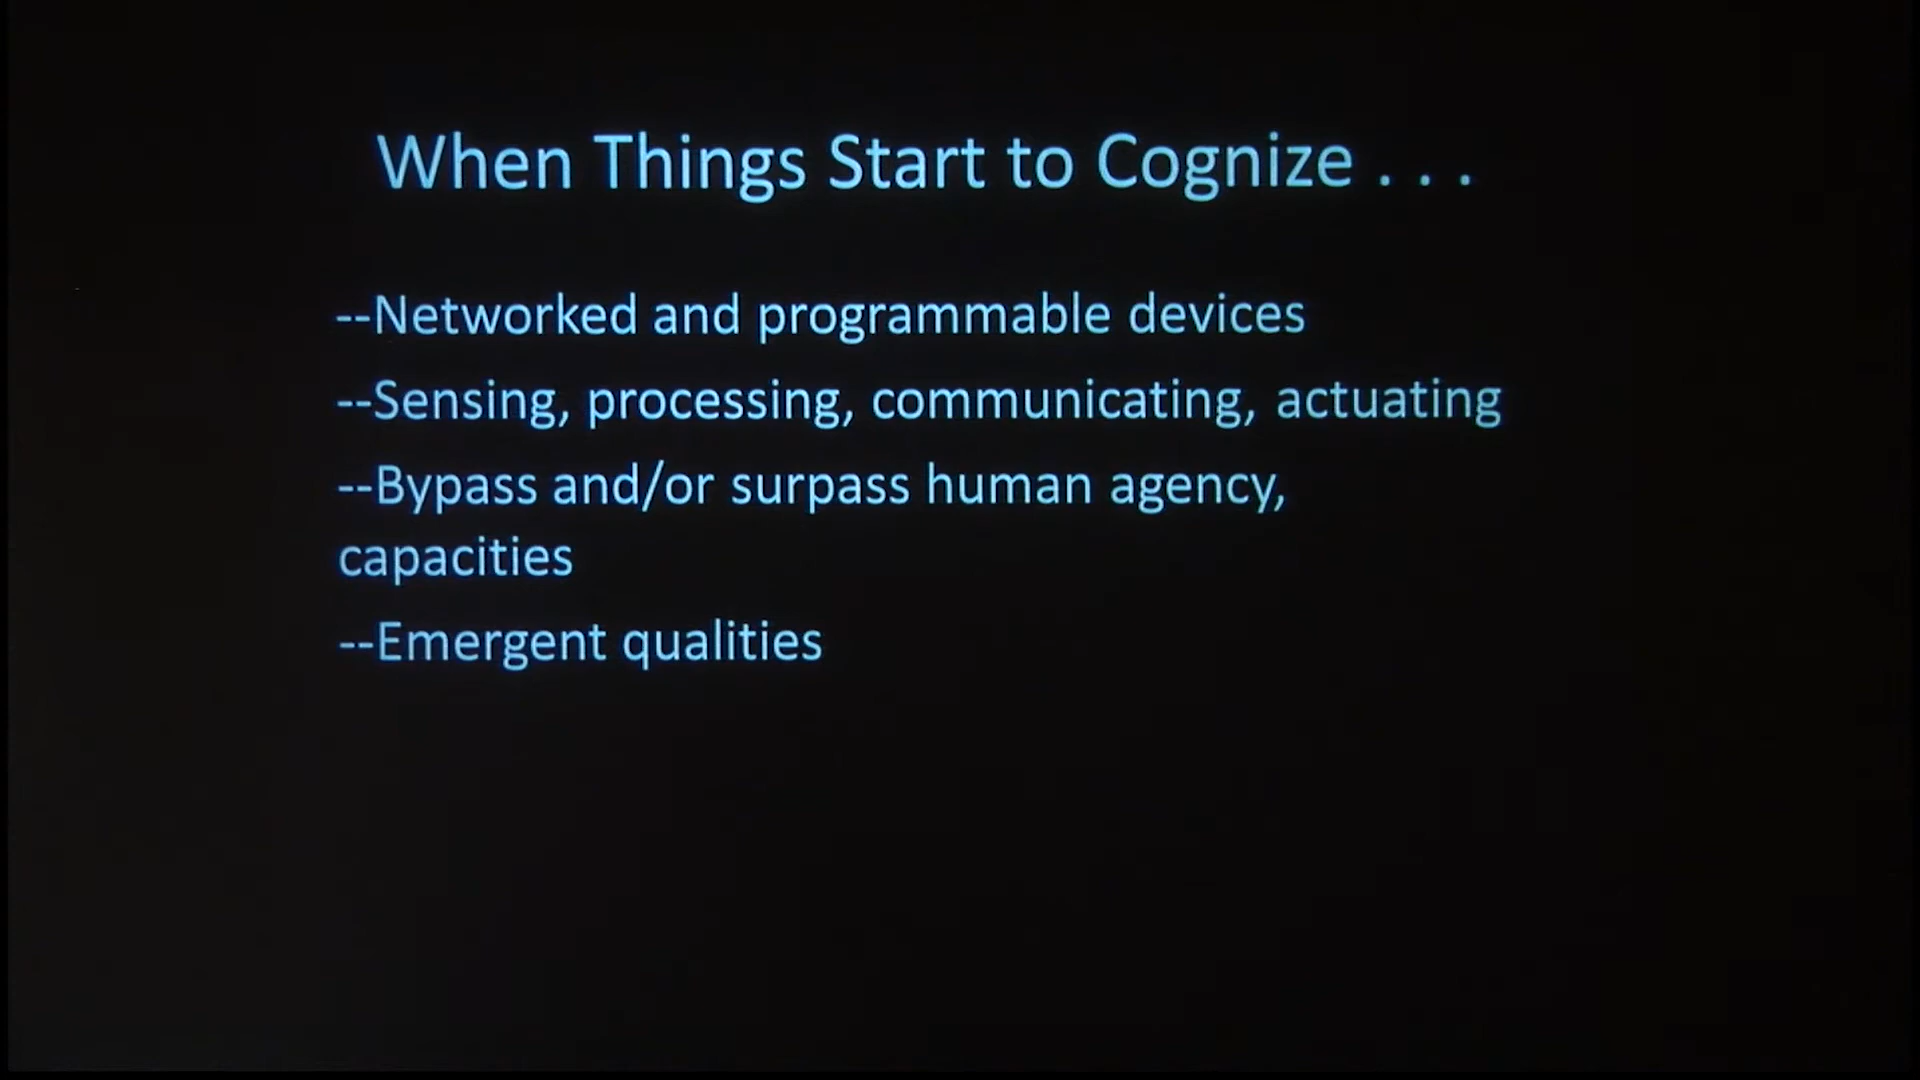 When Things Start to Cognize . . .
--Networked and programmable devices
--Sensing, processing, communicating, actuating
--Bypass and/or surpass human agency,
capacities
--Emergent qualities